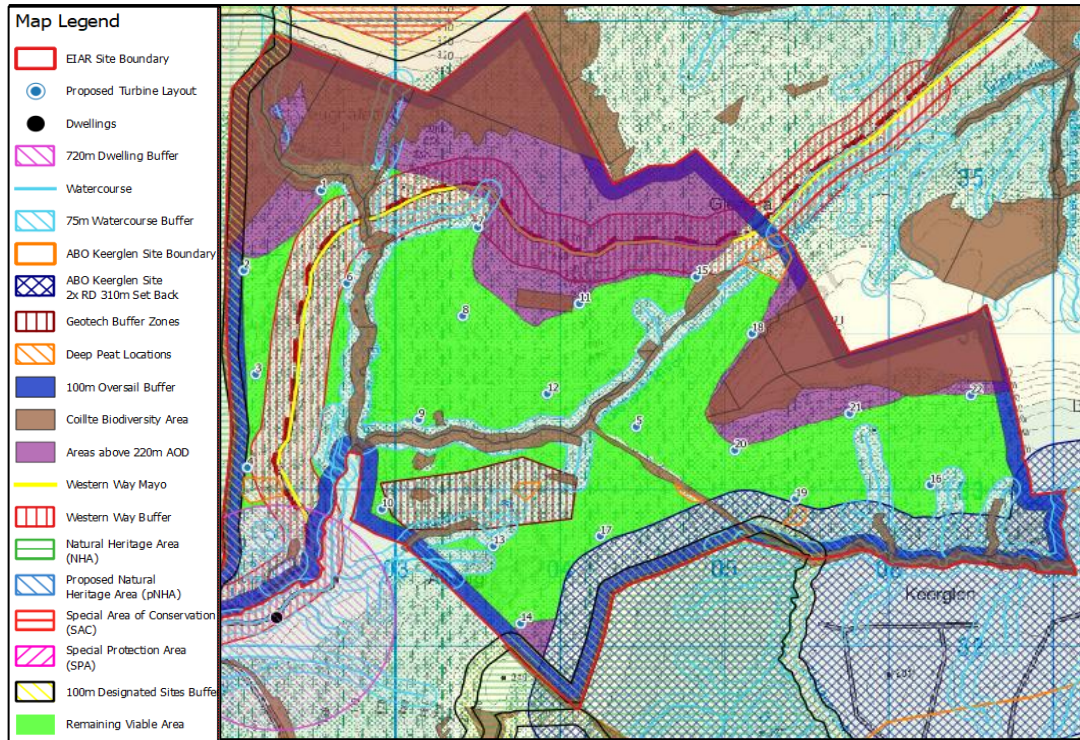 Map Legend
EIAR Site Boundary
Proposed Turbine Layout
Dwellings
720m Dwelling Buffer
Watercourse
75m Watercourse Buffer
ABO Keerglen Site Boundary
ABO Keerglen Site
2x RD 310m Set Back
Geotech Buffer Zones
Deep Peat Locations
100m Oversail Buffer
Coillte Biodiversity Area
Areas above 220m AOD
Western Way Mayo
Western Way Buffer
Natural Heritage Area
(NHA)
Proposed Natural
Heritage Area (pNHA)
Special Area of Conservation
(SAC)
Special Protection Area
(SPA)
100m Designated Sites Buffe
Remaining Viable Area
1
35
2
7
6
15
11
8
18
3
12
22
9
5
21
20
4
16
10
19
17
13
05
Keerglen
14